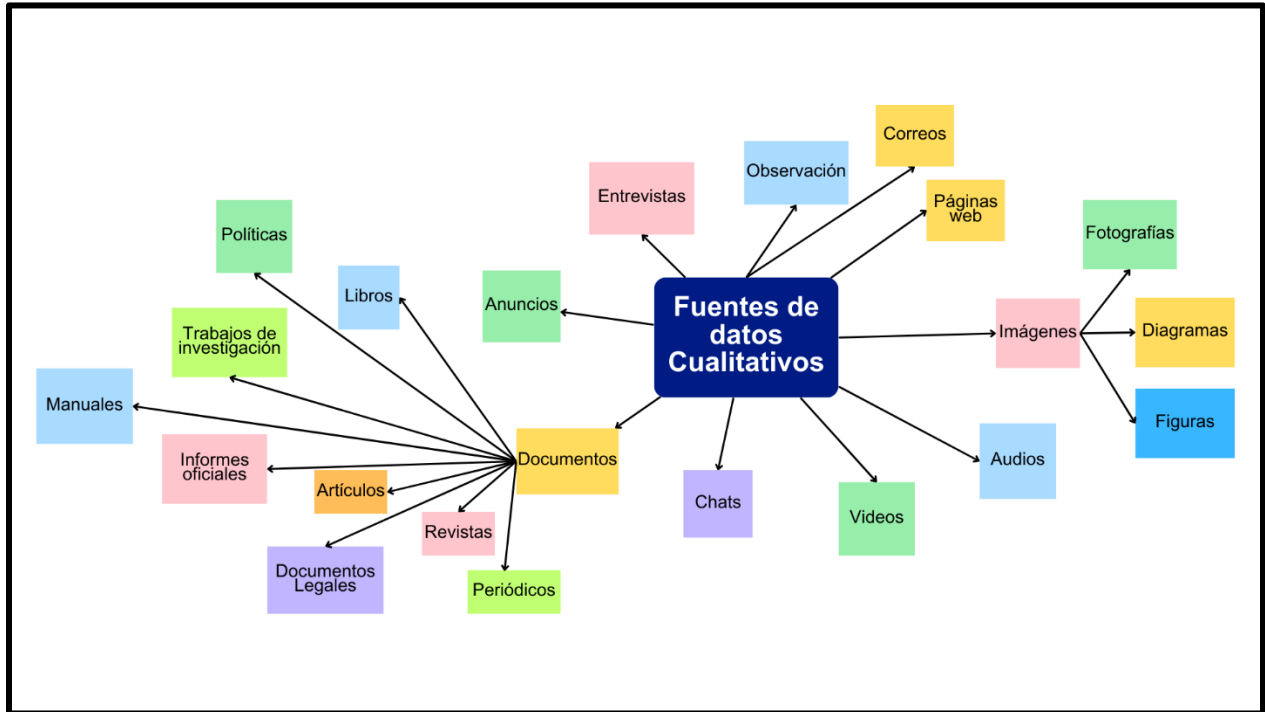 Correos
Observación
Entrevistas
Páginas
web
Fotografías
Políticas
Libros
Anuncios
Fuentes de
datos
Cualitativos
Imágenes
Diagramas
Trabajos de
investigación
Manuales
Figuras
Informes
oficiales
Documentos
Audios
Artículos
Chats
Videos
Revistas
Documentos
Legales
Periódicos